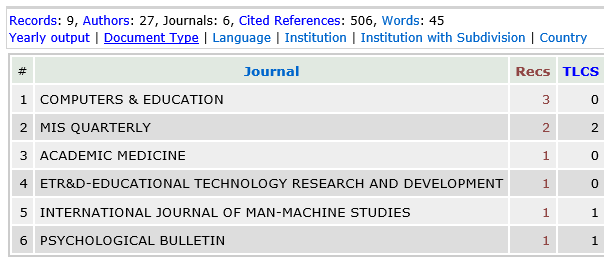 Records: 9, Authors: 27, Journals: 6, Cited References: 506, Words: 45
Yearly output | Document Type | Language | Institution | Institution with Subdivision | Country
# Journal Recs TLCS
1 COMPUTERS & EDUCATION 3 0
2 MIS QUARTERLY 2 2
3 ACADEMIC MEDICINE 1 0
4 ETR&D-EDUCATIONAL TECHNOLOGY RESEARCH AND DEVELOPMENT 1 0
5 INTERNATIONAL JOURNAL OF MAN-MACHINE STUDIES 1 1
6 PSYCHOLOGICAL BULLETIN 1 1